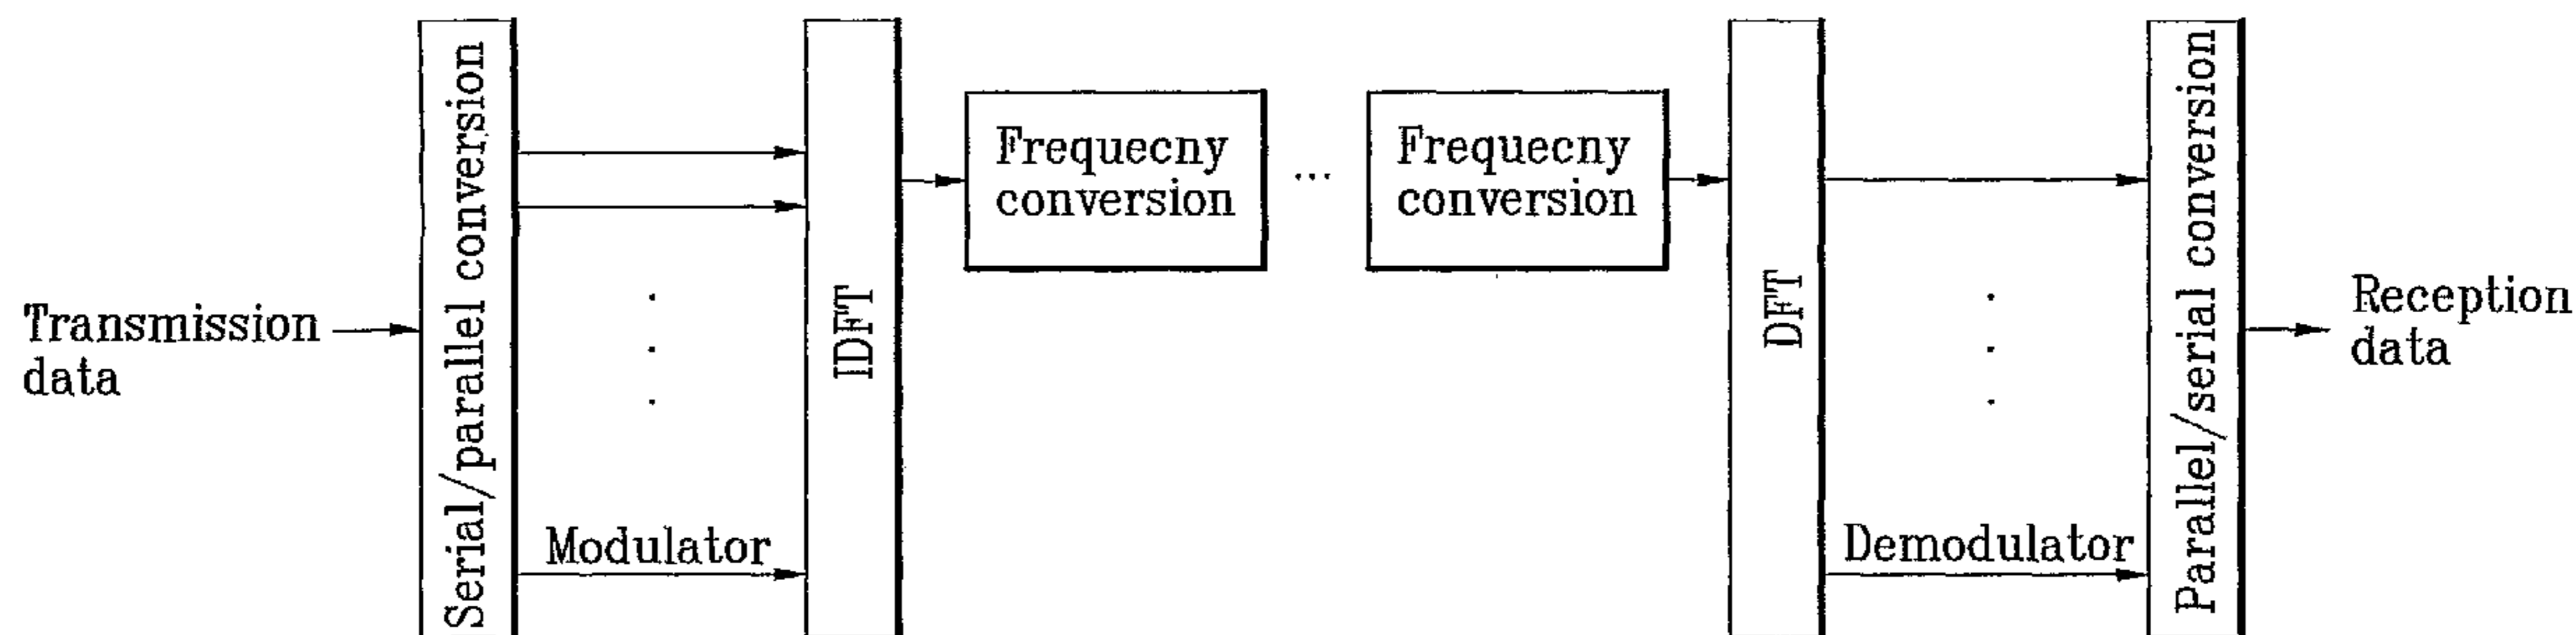 Transmission
data
Serial/parallel conversion
Modulator
IDFT
Frequecny
conversion
...
Frequecny
conversion
DFT
Demodulator
Parallel/serial conversion
Reception
data